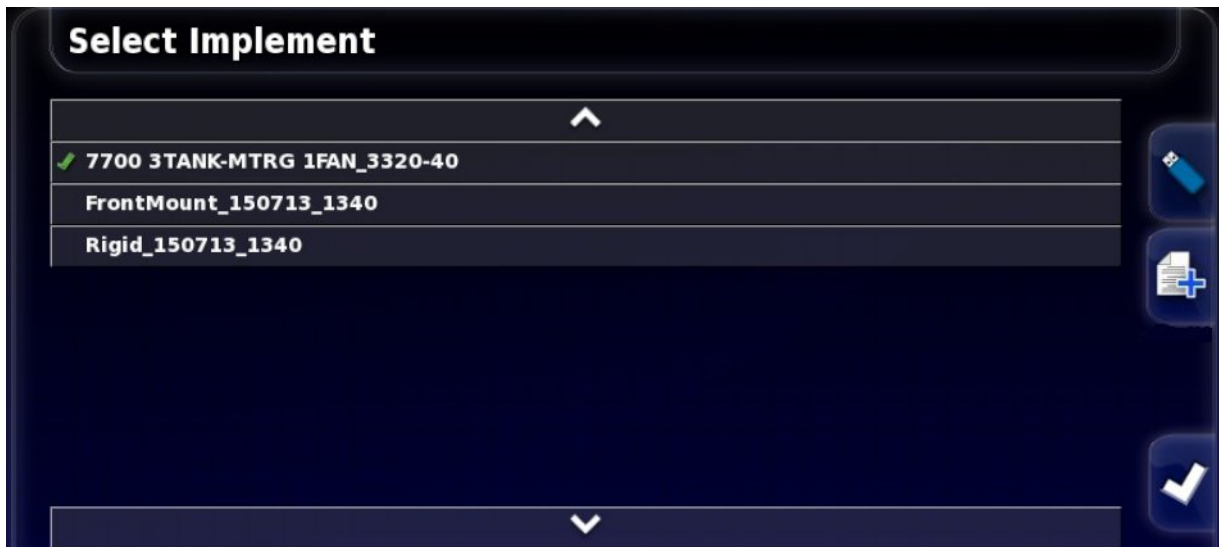 Select Implement
7700 3TANK-MTRG 1FAN_3320-40
FrontMount_150713_1340
Rigid_150713_1340